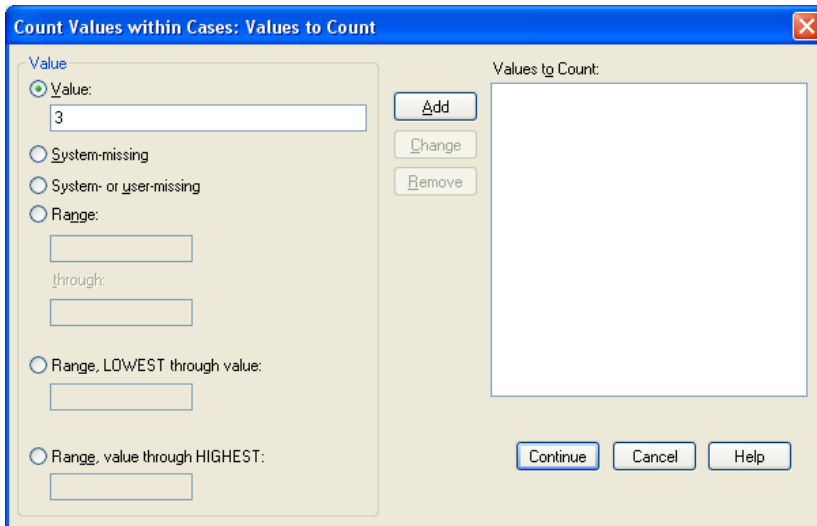 Count Values within Cases: Values to Count
Value
Value:
3
System-missing
System- or user-missing
Range:
through:
Range, LOWEST through value:
Range, value through HIGHEST:
Add
Change
Remove
Values to Count:
Continue
Cancel
Help